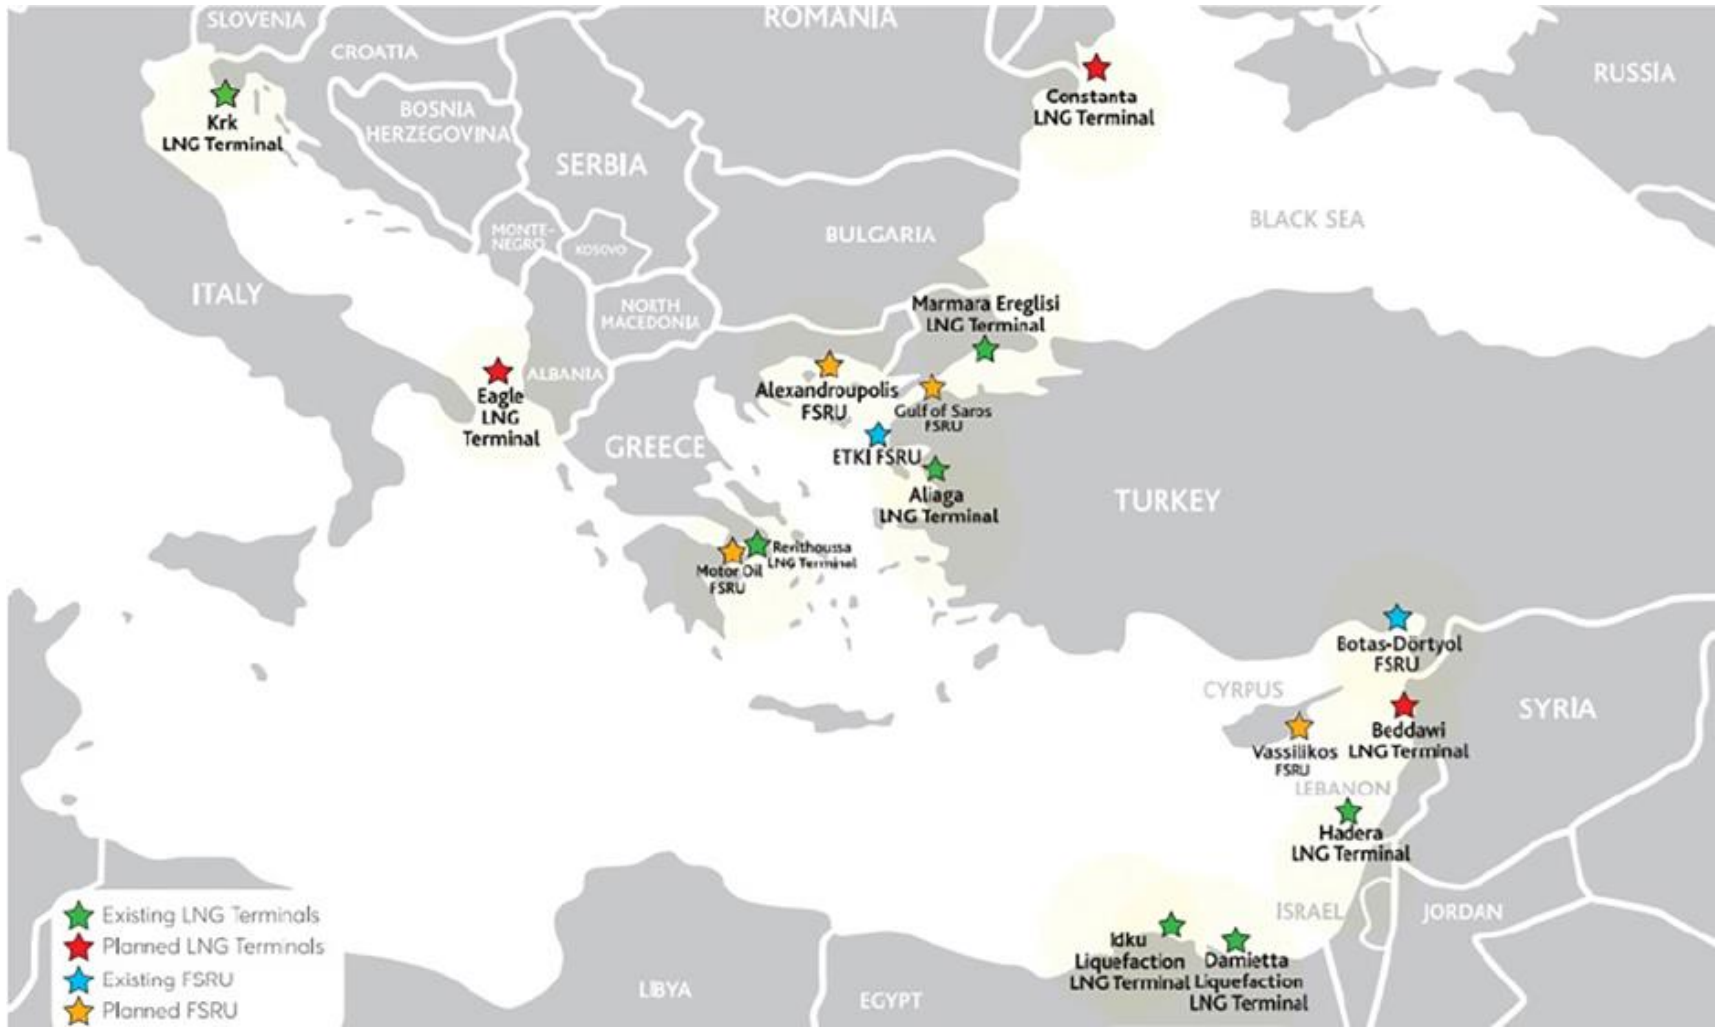 SLOVENIA
ROMANIA
CROATIA
RUSSIA
Krk
LNG Terminal
BOSNIA
HERZEGOVINA
Constanta
LNG Terminal
SERBIA
MONTE-
NEGRO
KOSOVO
BULGARIA
BLACK SEA
ITALY
NORTH
MACEDONIA
Marmara Ereglisi
LNG Terminal
ALBANIA
Eagle
LNG
Terminal
Alexandroupolis
FSRU
Gulf of Saros
FSRU
GREECE
ETKI FSRU
Aliaga
LNG Terminal
TURKEY
Revithoussa
LNG Terminal
Motor Oil
FSRU
Botas-Dörtyol
FSRU
CYRPUS
SYRIA
Vassilikos
FSRU
Beddawi
LNG Terminal
LEBANON
Hadera
LNG Terminal
ISRAEL
JORDAN
Idku
Liquefaction
LNG Terminal
Damietta
Liquefaction
LNG Terminal
LIBYA
EGYPT
Existing LNG Terminals
Planned LNG Terminals
Existing FSRU
Planned FSRU